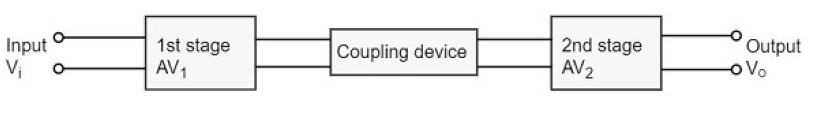 Input
Vi
1st stage
AV1
Coupling device
2nd stage
AV2
Output
Vo